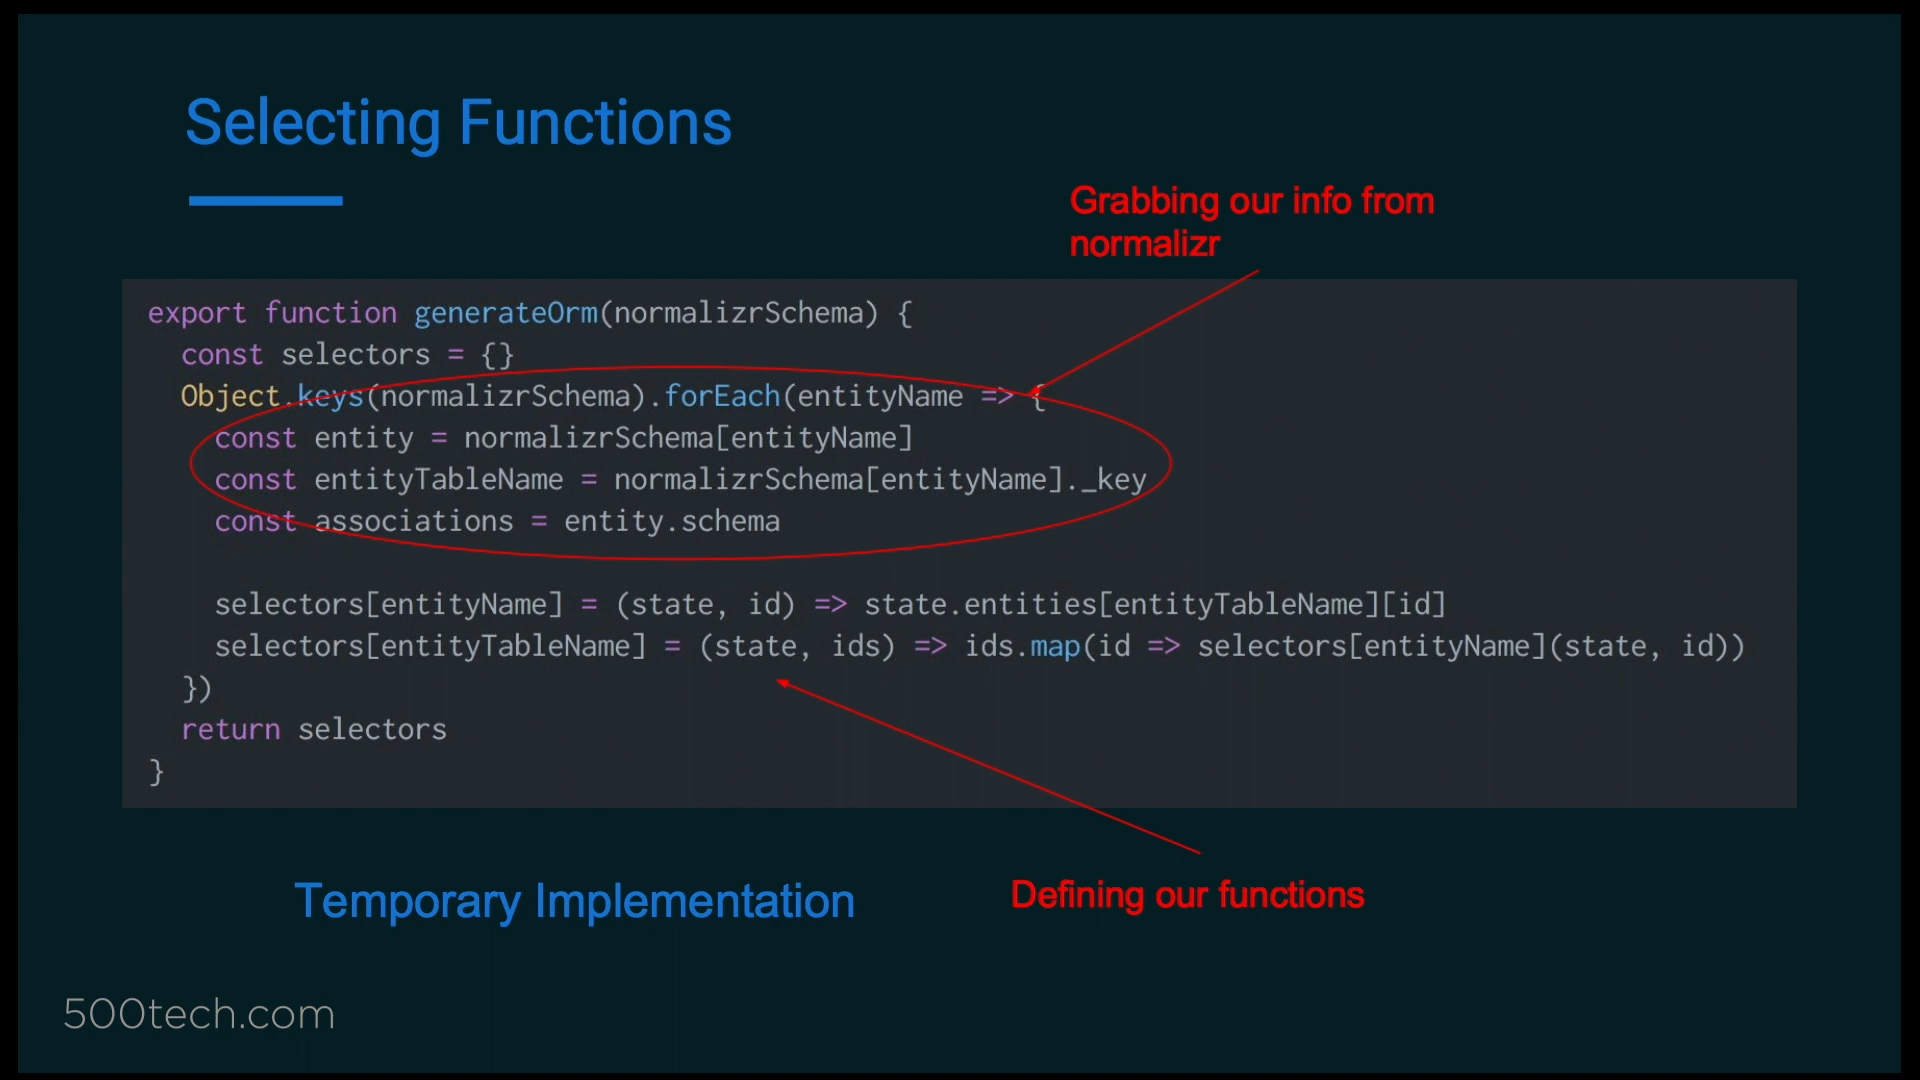 Selecting Functions
Grabbing our info from
normalizr
export function generateOrm(normalizrSchema) {
  const selectors = {}
  Object.keys(normalizrSchema).forEach(entityName => {
    const entity = normalizrSchema[entityName]
    const entityTableName = normalizrSchema[entityName]._key
    const associations = entity.schema
    selectors[entityName] = (state, id) => state.entities[entityTableName][id]
    selectors[entityTableName] = (state, ids) => ids.map(id => selectors[entityName](state, id))
  })
  return selectors
}
Temporary Implementation
Defining our functions
500tech.com